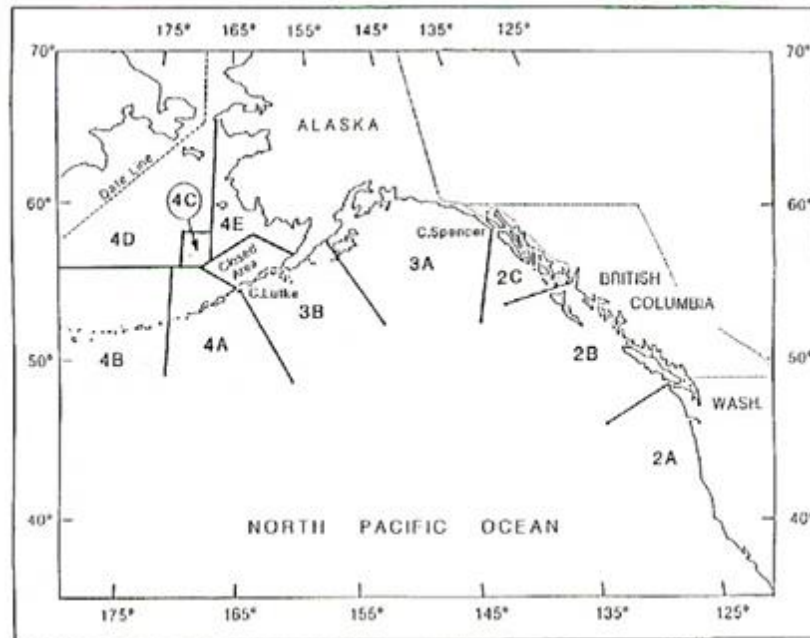 175° 165° 155° 145° 135° 125°
70° 70°
ALASKA
Date Line
4C
60° 4E 60°
4D C.Spencer
Closed Area 3A 2C BRITISH
C.Lutke COLUMBIA
3B
4B 4A 2B
50° 50°
WASH.
2A
40° NORTH PACIFIC OCEAN 40°
175° 165° 155° 145° 135° 125°